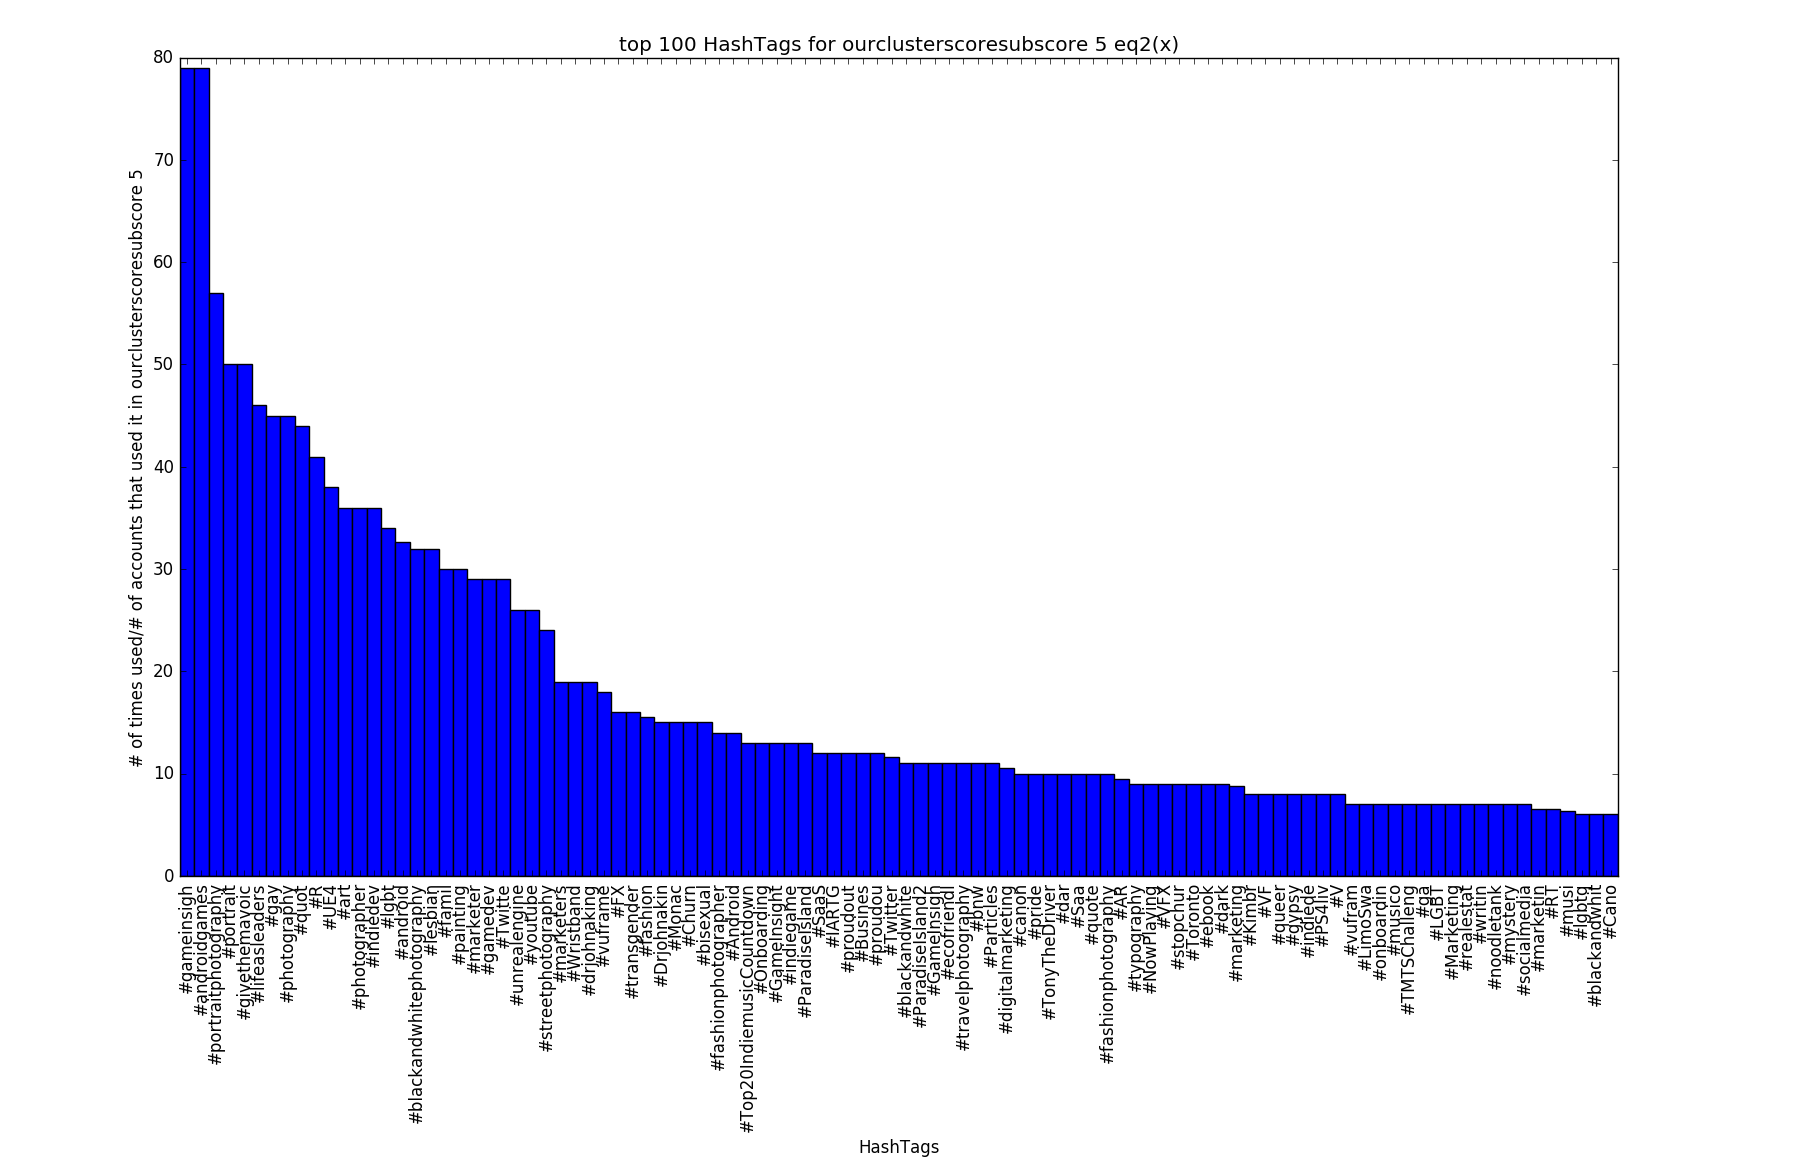 top 100 HashTags for ourclusterscoresubscore 5 eq2(x)
# of times used/# of accounts that used it in ourclusterscoresubscore 5
80
70
60
50
40
30
20
10
0
#gameinsigh
#androidgames
#portraitphotography
#portrait
#giyethemayoic
#lifeasleaders
#gay
#photography
#quot
#R
#UE4
#art
#photographer
#indiedev
#lgbt
#android
#blackandwhitephotography
#lesbian
#famil
#painting
#marketer
#gamedev
#Twitte
#unrealengine
#youtube
#streetphotography
#marketers
#Wristband
#drjohnaking
#vuframe
#FX
#transgender
#fashion
#Drjohnakin
#Monac
#Churn
#bisexual
#fashionphotographer
#Android
#Top20IndiemusicCountdown
#Onboarding
#GameInsight
#indiegame
#ParadiseIsland
#SaaS
#IARTG
#proudout
#Busines
#proudou
#Twitter
#blackandwhite
#ParadiseIsland2
#GameInsigh
#ecofriendl
#travelphotography
#bnw
#Particles
#digitalmarketing
#canon
#pride
#TonyTheDriver
#dar
#Saa
#quote
#fashionphotography
#AR
#typography
#NowPlaying
#VFX
#stopchur
#Toronto
#ebook
#dark
#marketing
#Kimbr
#VF
#queer
#gypsy
#indiede
#PS4liv
#V
#vufram
#LimoSwa
#onboardin
#musico
#TMTSChalleng
#ga
#LGBT
#Marketing
#realestat
#writin
#noodletank
#mystery
#socialmedia
#marketin
#RT
#musi
#lgbtq
#blackandwhit
#Cano
HashTags